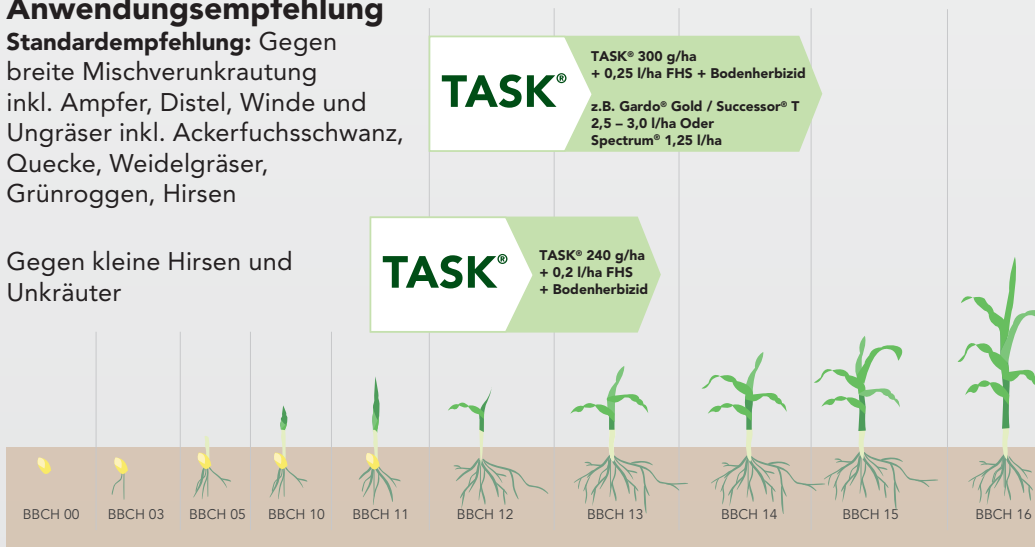 Anwendungsempfehlung
Standardempfehlung: Gegen
breite Mischverunkrautung
inkl. Ampfer, Distel, Winde und
Ungräser inkl. Ackerfuchsschwanz,
Quecke, Weidelgräser,
Grünroggen, Hirsen
TASK®
TASK® 300 g/ha
+ 0,25 l/ha FHS + Bodenherbizid
z.B. Gardo® Gold / Successor® T
2,5 – 3,0 l/ha Oder
Spectrum® 1,25 l/ha
Gegen kleine Hirsen und
Unkräuter
TASK®
TASK® 240 g/ha
+ 0,2 l/ha FHS
+ Bodenherbizid
BBCH 00 BBCH 03 BBCH 05 BBCH 10 BBCH 11 BBCH 12 BBCH 13 BBCH 14 BBCH 15 BBCH 16